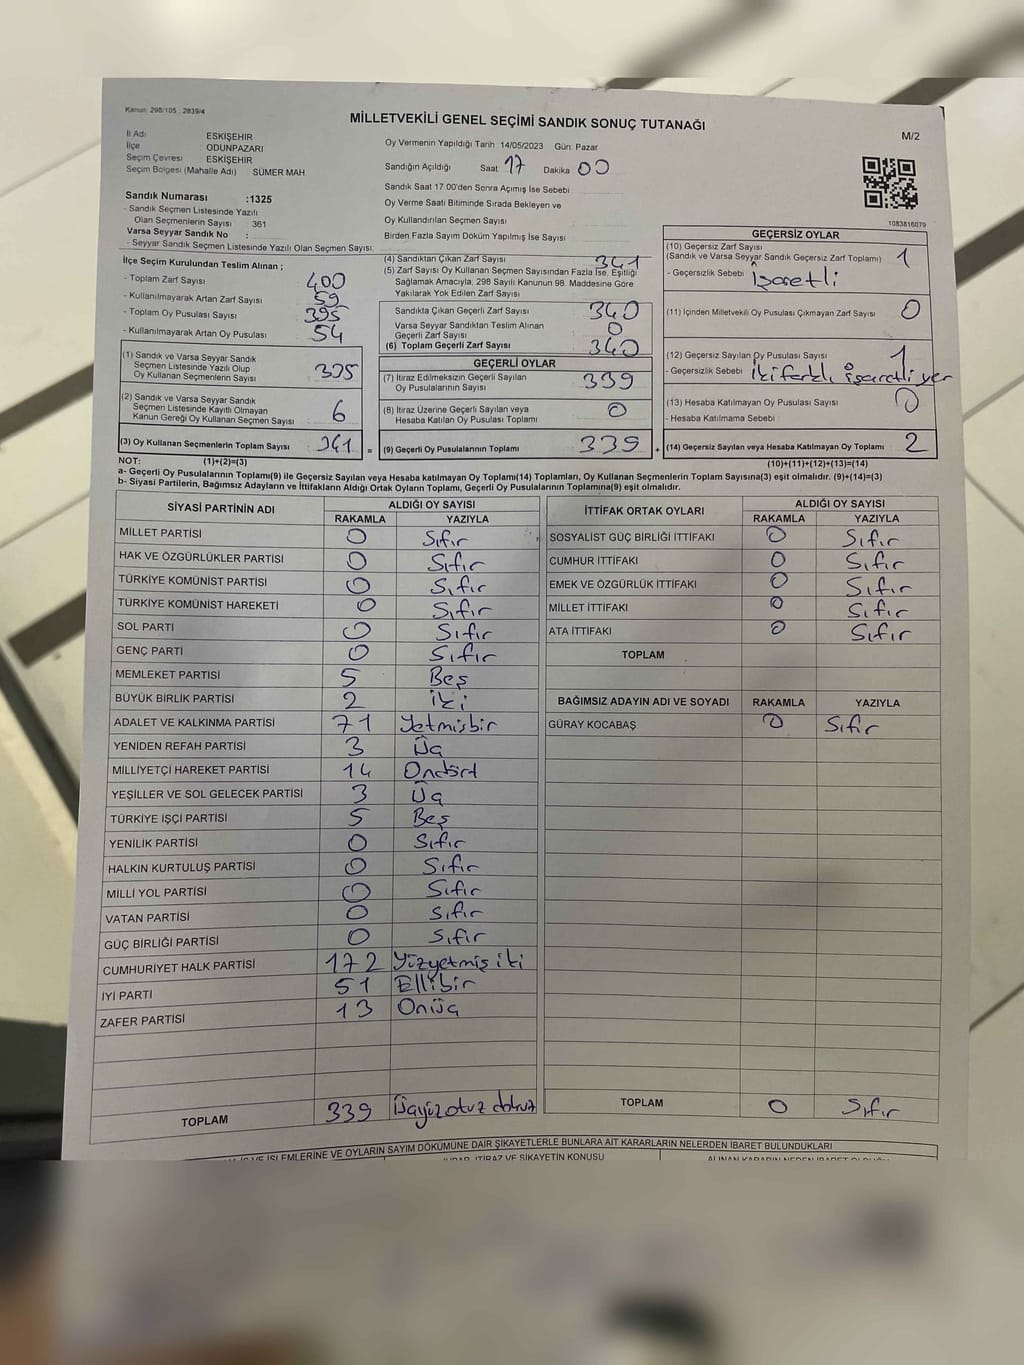 Kanun: 298/105 , 2839/4
MİLLETVEKİLİ GENEL SEÇİMİ SANDIK SONUÇ TUTANAĞI
M/2
İl Adı ESKİŞEHİR
İlçe ODUNPAZARI
Seçim Çevresi ESKİŞEHİR
Seçim Bölgesi (Mahalle Adı) SÜMER MAH
Oy Vermenin Yapıldığı Tarih :14/05/2023 Gün: Pazar
Sandığın Açıldığı Saat 17 Dakika 00
Sandık Saat 17.00'den Sonra Açımış İse Sebebi
Oy Verme Saati Bitiminde Sırada Bekleyen ve
Oy Kullandırılan Seçmen Sayısı
Birden Fazla Sayım Döküm Yapılmış İse Sayısı
1083816079
Sandık Numarası :1325
- Sandık Seçmen Listesinde Yazılı
Olan Seçmenlerin Sayısı : 361
Varsa Seyyar Sandık No :
- Seyyar Sandık Seçmen Listesinde Yazılı Olan Seçmen Sayısı:
İlçe Seçim Kurulundan Teslim Alınan ;
- Toplam Zarf Sayısı 400
- Kullanılmayarak Artan Zarf Sayısı 59
- Toplam Oy Pusulası Sayısı 395
- Kullanılmayarak Artan Oy Pusulası 54
(1) Sandık ve Varsa Seyyar Sandık
Seçmen Listesinde Yazılı Olup
Oy Kullanan Seçmenlerin Sayısı
(2) Sandık ve Varsa Seyyar Sandık
Seçmen Listesinde Kayıtlı Olmayan
Kanun Gereği Oy Kullanan Seçmen Sayısı 6
(3) Oy Kullanan Seçmenlerin Toplam Sayısı 341 =
(4) Sandıktan Çıkan Zarf Sayısı 341
(5) Zarf Sayısı Oy Kullanan Seçmen Sayısından Fazla İse, Eşitliği
Sağlamak Amacıyla, 298 Sayılı Kanunun 98. Maddesine Göre
Yakılarak Yok Edilen Zarf Sayısı
Sandıkta Çıkan Geçerli Zarf Sayısı 340
Varsa Seyyar Sandıktan Teslim Alınan
Geçerli Zarf Sayısı 0
(6) Toplam Geçerli Zarf Sayısı 340
GEÇERLİ OYLAR
(7) İtiraz Edilmeksizin Geçerli Sayılan
Oy Pusulalarının Sayısı 339
(8) İtiraz Üzerine Geçerli Sayılan veya
Hesaba Katılan Oy Pusulası Toplamı 0
(9) Geçerli Oy Pusulalarının Toplamı 339 +
GEÇERSİZ OYLAR
(10) Geçersiz Zarf Sayısı
(Sandık ve Varsa Seyyar Sandık Geçersiz Zarf Toplamı) 1
- Geçersizlik Sebebi İşaretli
(11) İçinden Milletvekili Oy Pusulası Çıkmayan Zarf Sayısı 0
(12) Geçersiz Sayılan Oy Pusulası Sayısı 1
- Geçersizlik Sebebi İki farklı işaretli yer
(13) Hesaba Katılmayan Oy Pusulası Sayısı 0
- Hesaba Katılmama Sebebi
(14) Geçersiz Sayılan veya Hesaba Katılmayan Oy Toplamı 2
NOT: (1)+(2)=(3)
(10)+(11)+(12)+(13)=(14)
a- Geçerli Oy Pusulalarının Toplamı(9) ile Geçersiz Sayılan veya Hesaba katılmayan Oy Toplamı(14) Toplamları, Oy Kullanan Seçmenlerin Toplam Sayısına(3) eşit olmalıdır. (9)+(14)=(3)
b- Siyasi Partilerin, Bağımsız Adayların ve İttifakların Aldığı Ortak Oyların Toplamı, Geçerli Oy Pusulalarının Toplamına(9) eşit olmalıdır.
SİYASİ PARTİNİN ADI ALDIĞI OY SAYISI
RAKAMLA YAZIYLA
MİLLET PARTİSİ 0 Sıfır
HAK VE ÖZGÜRLÜKLER PARTİSİ 0 Sıfır
TÜRKİYE KOMÜNİST PARTİSİ 0 Sıfır
TÜRKİYE KOMÜNİST HAREKETİ 0 Sıfır
SOL PARTİ 0 Sıfır
GENÇ PARTİ 0 Sıfır
MEMLEKET PARTİSİ 5 Beş
BÜYÜK BİRLİK PARTİSİ 2 İki
ADALET VE KALKINMA PARTİSİ 71 Yetmişbir
YENİDEN REFAH PARTİSİ 3 Üç
MİLLİYETÇİ HAREKET PARTİSİ 14 Ondört
YEŞİLLER VE SOL GELECEK PARTİSİ 3 Üç
TÜRKİYE İŞÇİ PARTİSİ 5 Beş
YENİLİK PARTİSİ 0 Sıfır
HALKIN KURTULUŞ PARTİSİ 0 Sıfır
MİLLİ YOL PARTİSİ 0 Sıfır
VATAN PARTİSİ 0 Sıfır
GÜÇ BİRLİĞİ PARTİSİ 0 Sıfır
CUMHURİYET HALK PARTİSİ 172 Yüzyetmiş iki
İYİ PARTİ 51 Ellibir
ZAFER PARTİSİ 13 Onüç
TOPLAM 339 Üçyüz otuz dokuz
İTTİFAK ORTAK OYLARI ALDIĞI OY SAYISI
RAKAMLA YAZIYLA
SOSYALİST GÜÇ BİRLİĞİ İTTİFAKI 0 Sıfır
CUMHUR İTTİFAKI 0 Sıfır
EMEK VE ÖZGÜRLÜK İTTİFAKI 0 Sıfır
MİLLET İTTİFAKI 0 Sıfır
ATA İTTİFAKI 0 Sıfır
TOPLAM
BAĞIMSIZ ADAYIN ADI VE SOYADI RAKAMLA YAZIYLA
GÜRAY KOCABAŞ 0 Sıfır
TOPLAM 0 Sıfır
İŞLEMLERİNE VE OYLARIN SAYIM DÖKÜMÜNE DAİR ŞİKAYETLERLE BUNLARA AİT KARARLARIN NELERDEN İBARET BULUNDUKLARI
İTİRAZ VE ŞİKAYETİN KONUSU